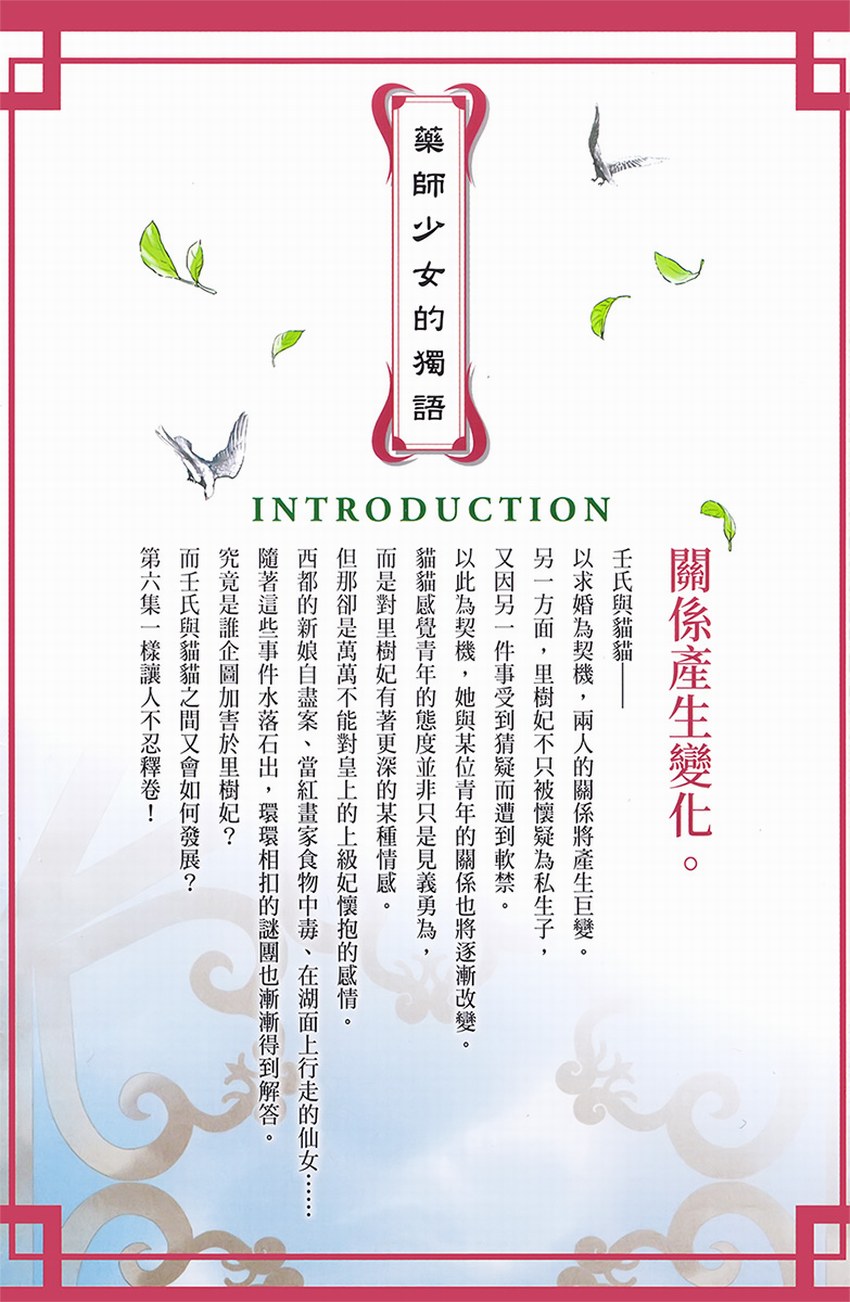 藥師少女的獨語
INTRODUCTION
關係產生變化。
壬氏與貓貓——
以求婚為契機，兩人的關係將產生巨變。
另一方面，里樹妃不只被懷疑為私生子，
又因另一件事受到猜疑而遭到軟禁。
以此為契機，她與某位青年的關係也將逐漸改變。
貓貓感覺青年的態度並非只是見義勇為，
而是對里樹妃有著更深的某種情感。
但那卻是萬萬不能對皇上的上級妃懷抱的感情。
西都的新娘自盡案、當紅畫家食物中毒、在湖面上行走的仙女……
隨著這些事件水落石出，環環相扣的謎團也漸漸得到解答。
究竟是誰企圖加害於里樹妃？
而壬氏與貓貓之間又會如何發展？
第六集一樣讓人不忍釋卷！